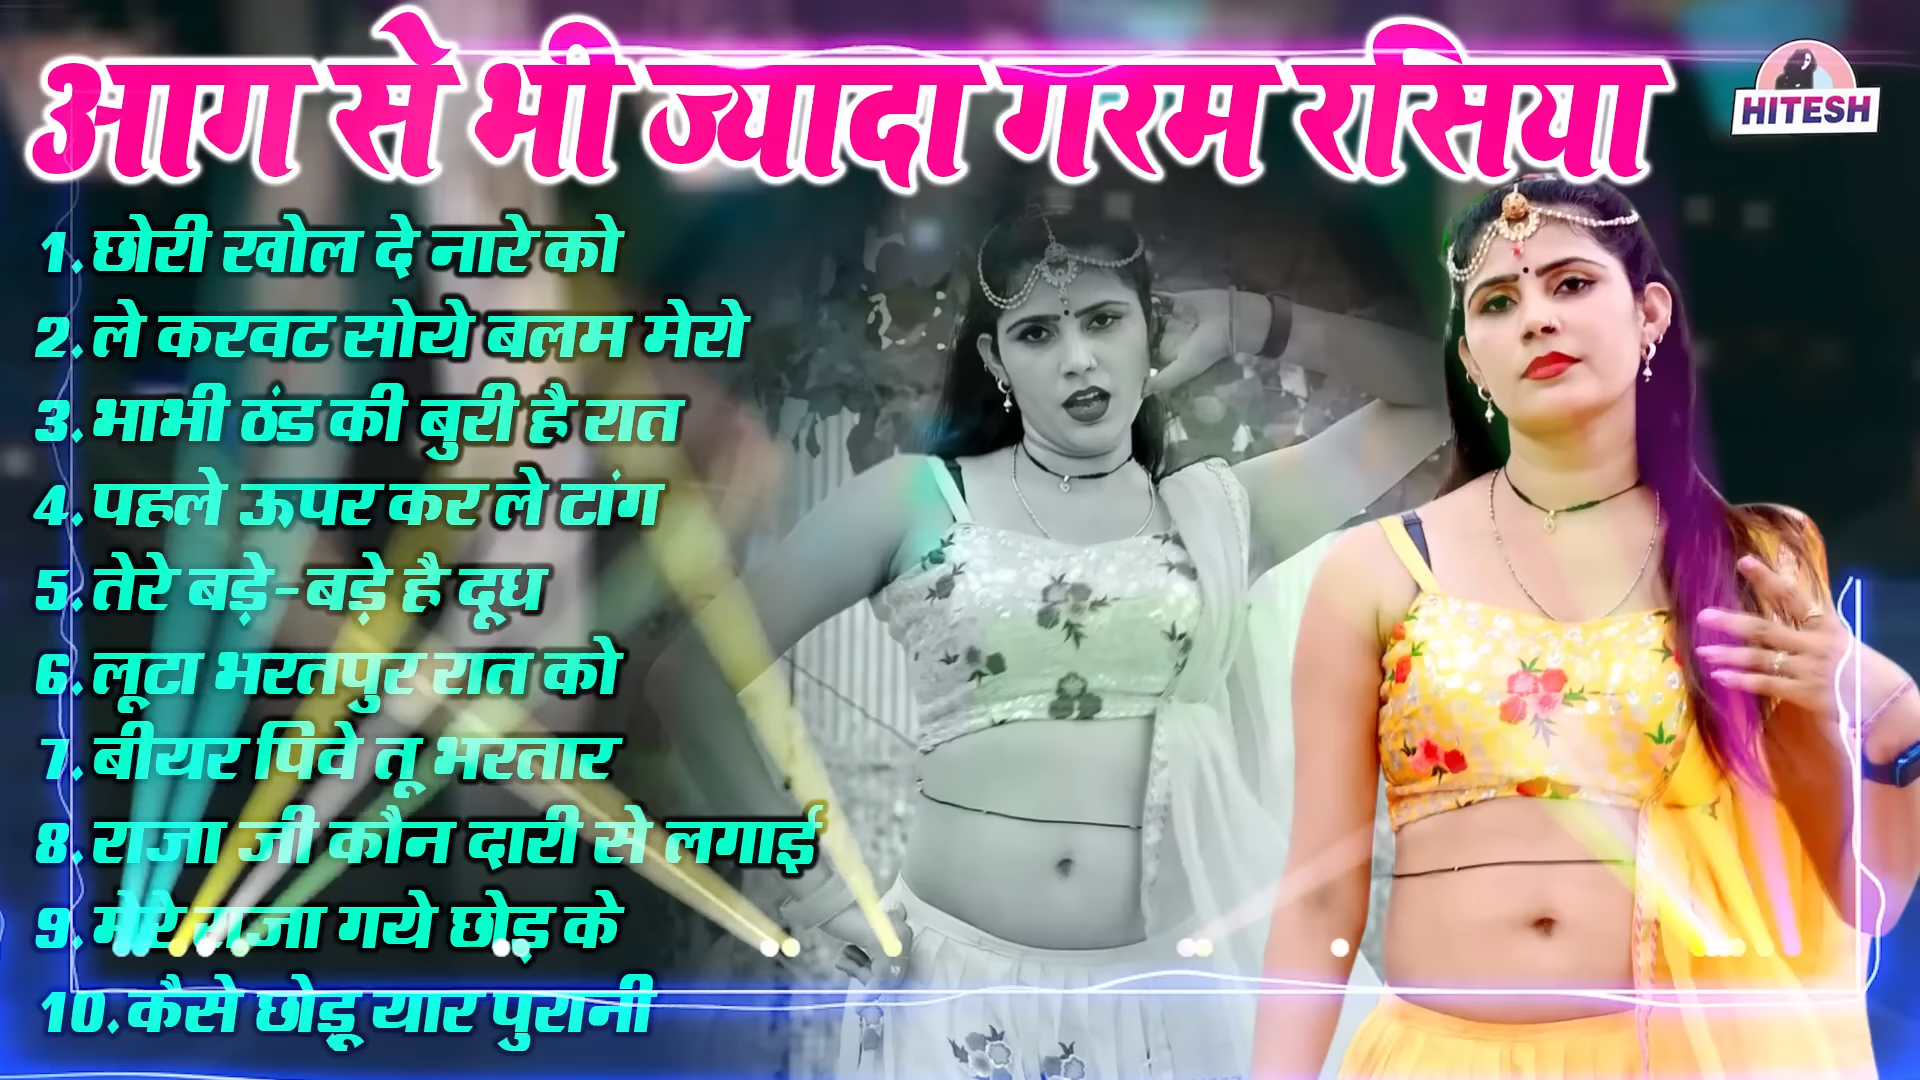 आग से भी ज्यादा गरम रसिया
HITESH
1. छोरी खोल दे नारे को
2. ले करवट सोये बलम मेरो
3. भाभी ठंड की बुरी है रात
4. पहले ऊपर कर ले टांग
5. तेरे बड़े-बड़े है दूध
6. लूटा भरतपुर रात को
7. बीयर पिवे तू भरतार
8. राजा जी कौन दारी से लगाई
9. मेरे राजा गये छोड़ के
10. कैसे छोडू यार पुरानी